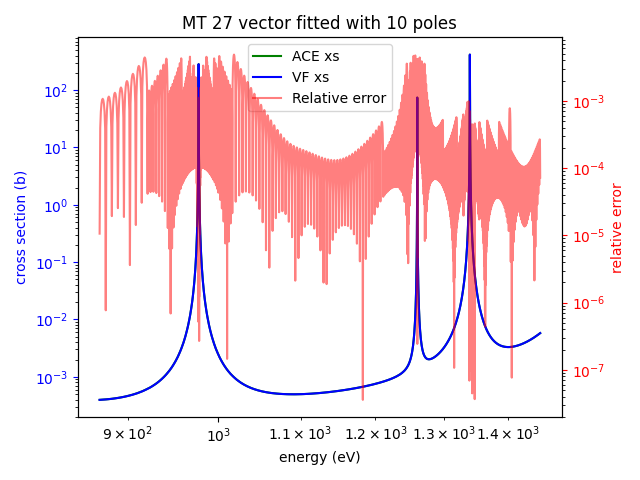 MT 27 vector fitted with 10 poles
ACE xs
VF xs
Relative error
cross section (b)
10²
10¹
10⁰
10⁻¹
10⁻²
10⁻³
10⁻³
10⁻⁴
10⁻⁵
10⁻⁶
10⁻⁷
relative error
9 × 10² 10³ 1.1 × 10³ 1.2 × 10³ 1.3 × 10³ 1.4 × 10³
energy (eV)